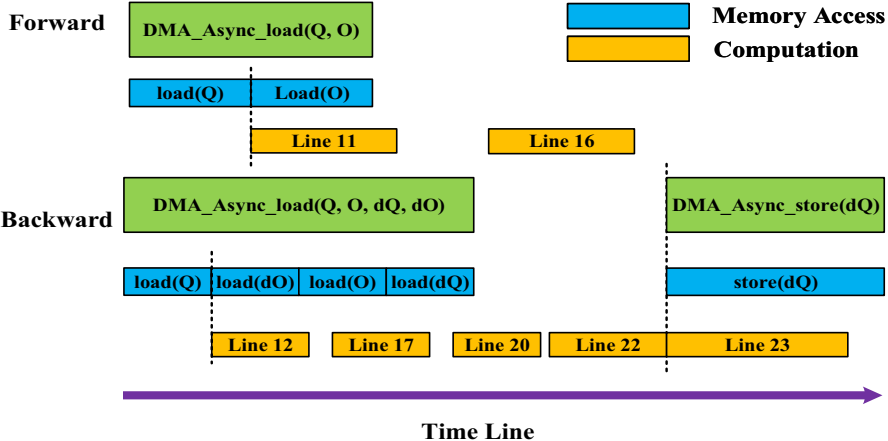 Forward
DMA_Async_load(Q, O)
Memory Access
Computation
load(Q)
Load(O)
Line 11
Line 16
Backward
DMA_Async_load(Q, O, dQ, dO)
DMA_Async_store(dQ)
load(Q)
load(dO)
load(O)
load(dQ)
store(dQ)
Line 12
Line 17
Line 20
Line 22
Line 23
Time Line